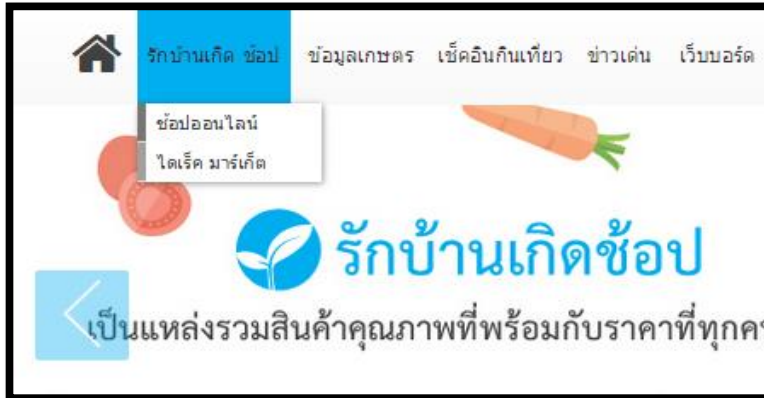 รักบ้านเกิด ช้อป ข้อมูลเกษตร เช็คอินกินเที่ยว ข่าวเด่น เว็บบอร์ด
ช้อปออนไลน์
ไดเร็ค มาร์เก็ต
รักบ้านเกิดช้อป
เป็นแหล่งรวมสินค้าคุณภาพที่พร้อมกับราคาที่ทุกค